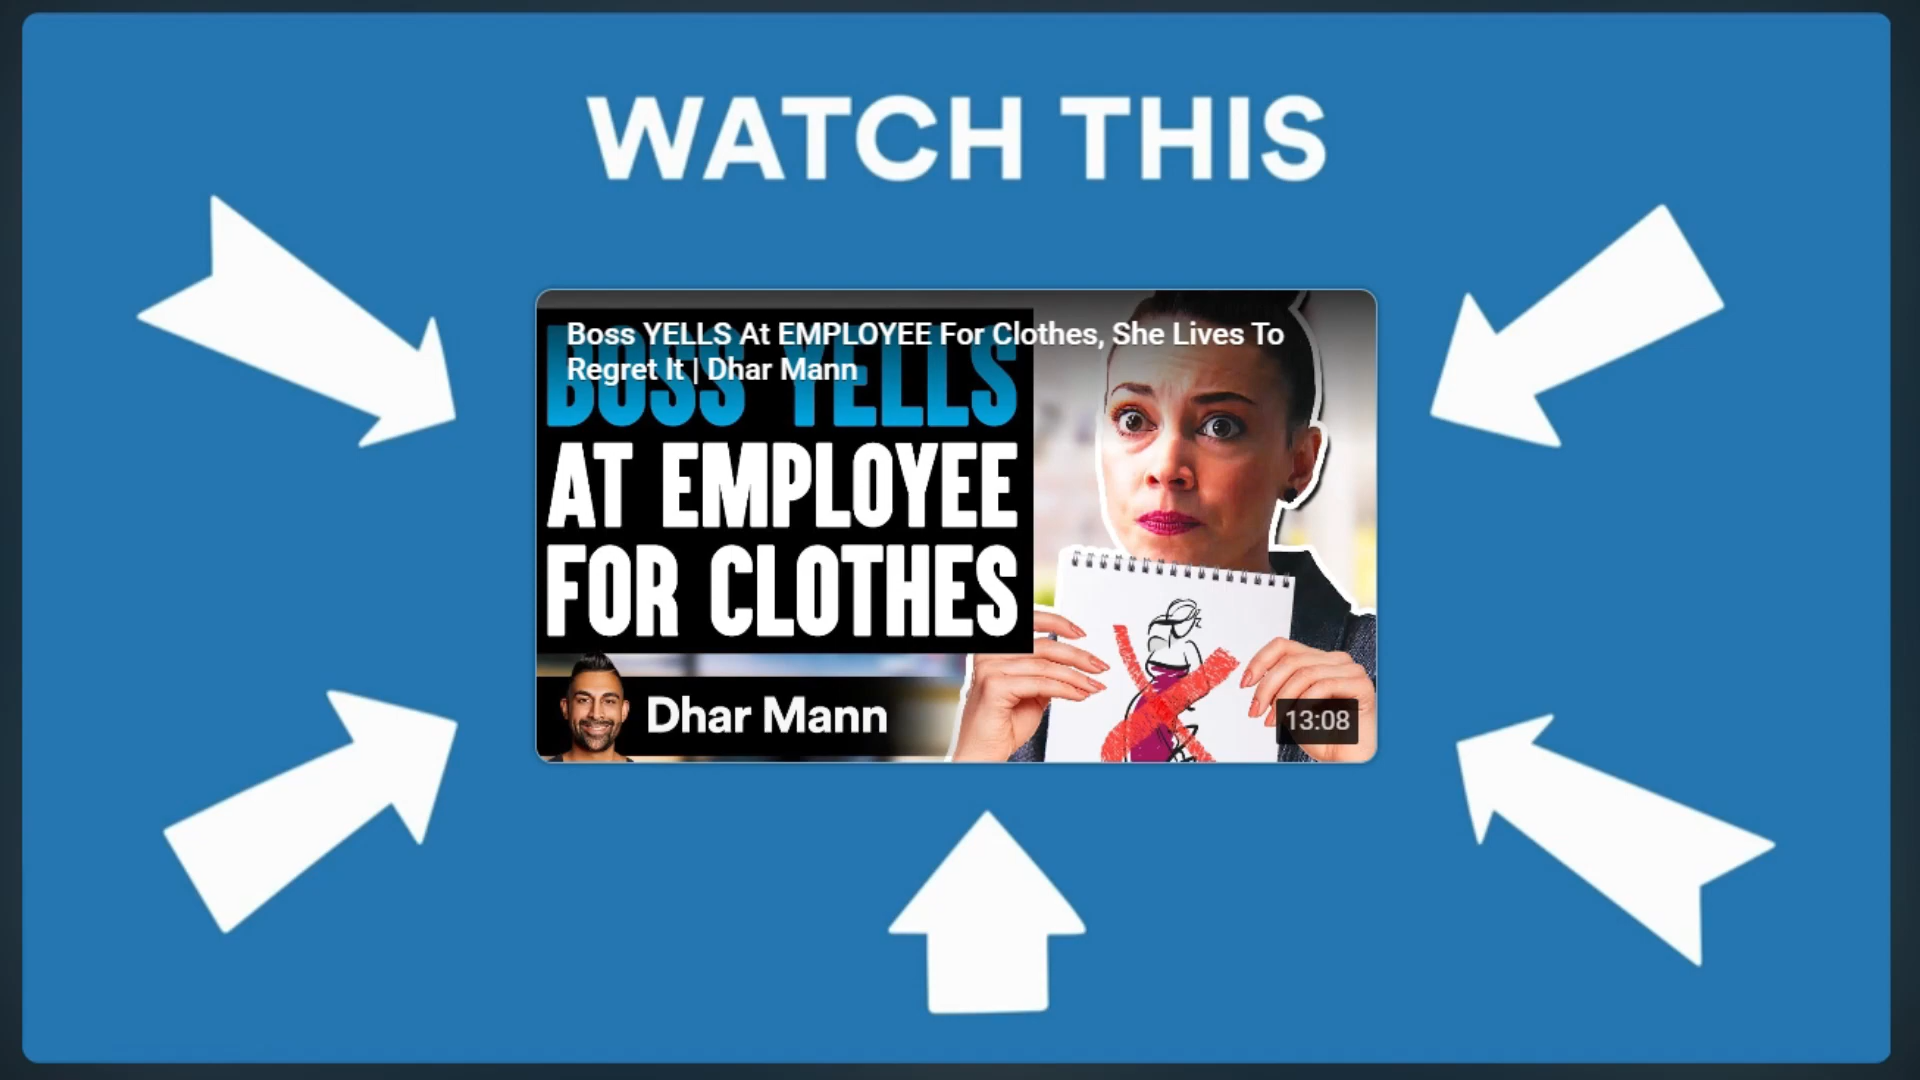 WATCH THIS
Boss YELLS At EMPLOYEE For Clothes, She Lives To
Regret It | Dhar Mann
BOSS YELLS
AT EMPLOYEE
FOR CLOTHES
Dhar Mann
13:08